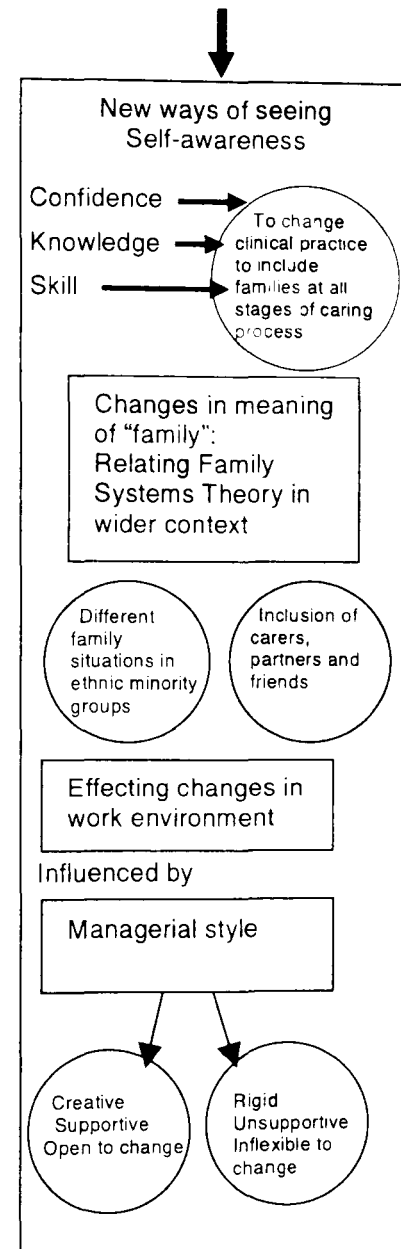 New ways of seeing
Self-awareness
Confidence
Knowledge
Skill
To change
clinical practice
to include
families at all
stages of caring
process
Changes in meaning
of "family":
Relating Family
Systems Theory in
wider context
Different
family
situations in
ethnic minority
groups
Inclusion of
carers,
partners and
friends
Effecting changes in
work environment
Influenced by
Managerial style
Creative
Supportive
Open to change
Rigid
Unsupportive
Inflexible to
change